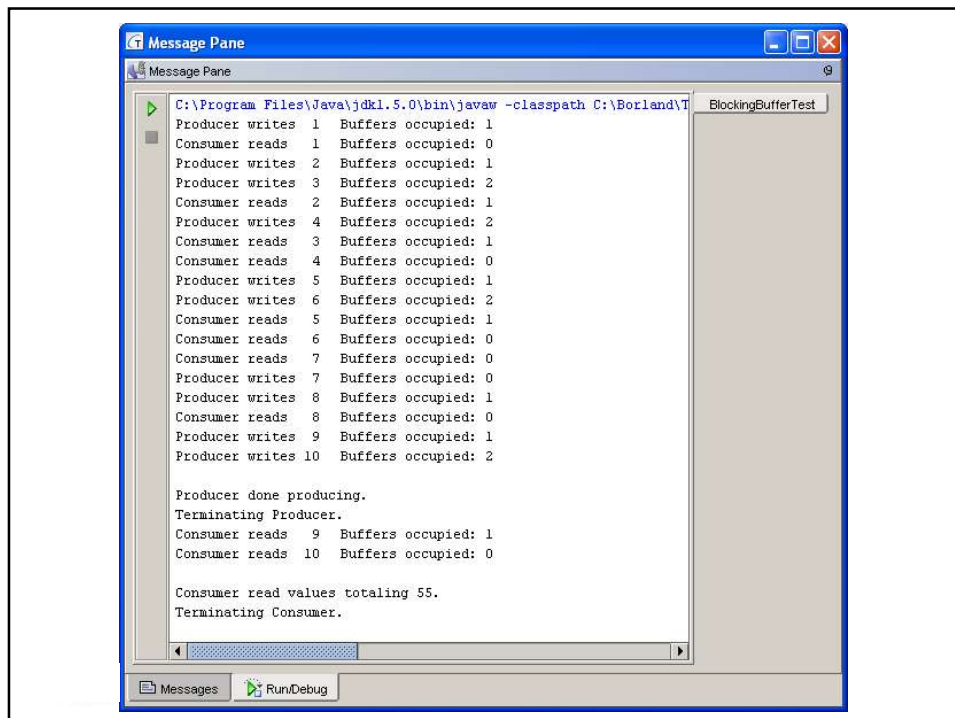 Message Pane
Message Pane
C:\Program Files\Java\jdk1.5.0\bin\javaw -classpath C:\Borland\T
BlockingBufferTest
Producer writes  1   Buffers occupied: 1
Consumer reads   1   Buffers occupied: 0
Producer writes  2   Buffers occupied: 1
Producer writes  3   Buffers occupied: 2
Consumer reads   2   Buffers occupied: 1
Producer writes  4   Buffers occupied: 2
Consumer reads   3   Buffers occupied: 1
Consumer reads   4   Buffers occupied: 0
Producer writes  5   Buffers occupied: 1
Producer writes  6   Buffers occupied: 2
Consumer reads   5   Buffers occupied: 1
Consumer reads   6   Buffers occupied: 0
Consumer reads   7   Buffers occupied: 0
Producer writes  7   Buffers occupied: 0
Producer writes  8   Buffers occupied: 1
Consumer reads   8   Buffers occupied: 0
Producer writes  9   Buffers occupied: 1
Producer writes 10   Buffers occupied: 2
Producer done producing.
Terminating Producer.
Consumer reads   9   Buffers occupied: 1
Consumer reads  10   Buffers occupied: 0
Consumer read values totaling 55.
Terminating Consumer.
Messages
Run/Debug